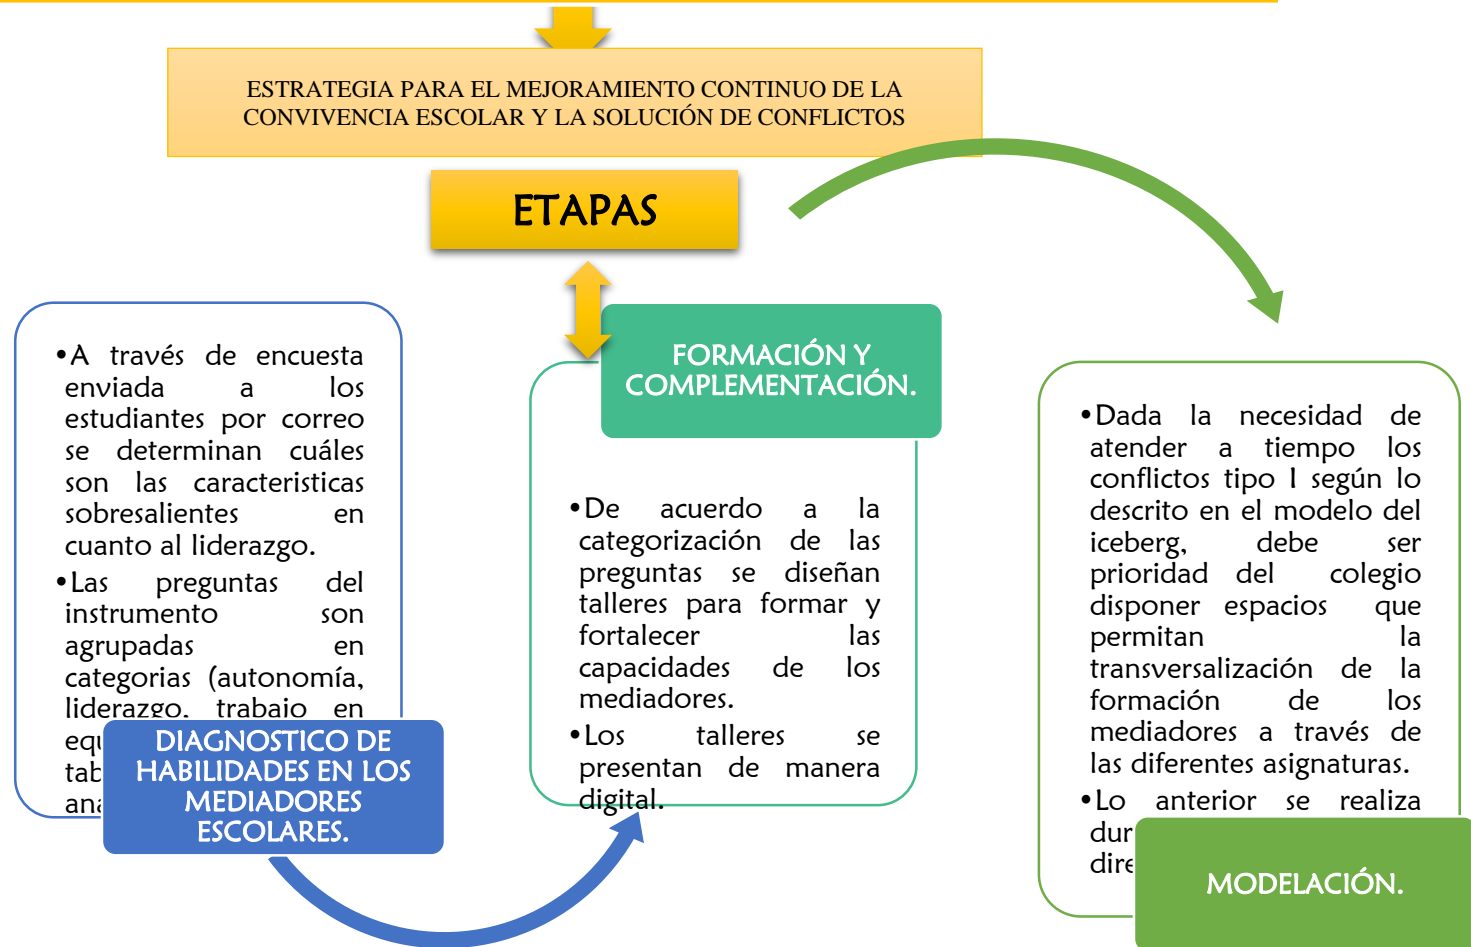 ESTRATEGIA PARA EL MEJORAMIENTO CONTINUO DE LA
CONVIVENCIA ESCOLAR Y LA SOLUCIÓN DE CONFLICTOS
ETAPAS
•A través de encuesta
enviada a los
estudiantes por correo
se determinan cuáles
son las caracteristicas
sobresalientes en
cuanto al liderazgo.
•Las preguntas del
instrumento son
agrupadas en
categorias (autonomía,
liderazgo, trabajo en
DIAGNOSTICO DE
HABILIDADES EN LOS
MEDIADORES
ESCOLARES.
FORMACIÓN Y
COMPLEMENTACIÓN.
•De acuerdo a la
categorización de las
preguntas se diseñan
talleres para formar y
fortalecer las
capacidades de los
mediadores.
•Los talleres se
presentan de manera
digital.
•Dada la necesidad de
atender a tiempo los
conflictos tipo I según lo
descrito en el modelo del
iceberg, debe ser
prioridad del colegio
disponer espacios que
permitan la
transversalización de la
formación de los
mediadores a través de
las diferentes asignaturas.
•Lo anterior se realiza
MODELACIÓN.